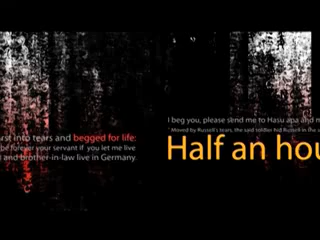 rst into tears and begged for life:
be forever your servant if you let me live
and brother-in-law live in Germany.
I beg you, please send me to Hasu apa and m
" Moved by Russell's tears, the said soldier hid Russell in the s
Half an hou